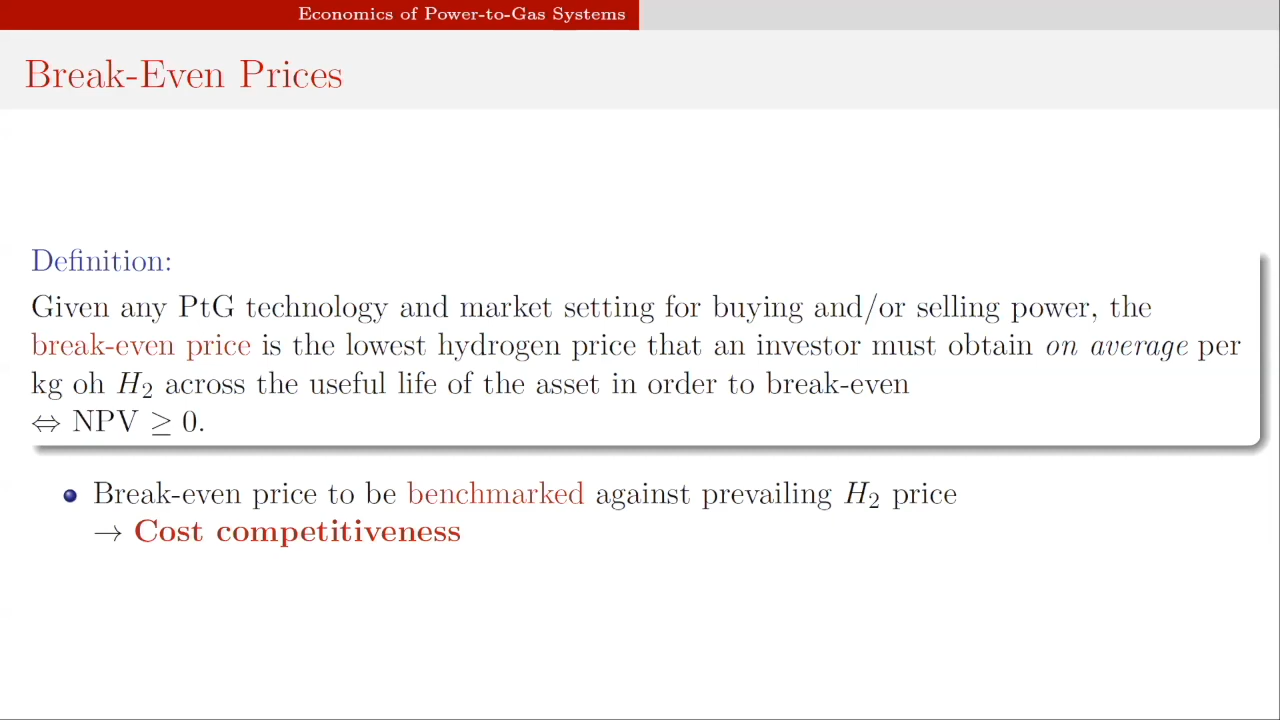 Economics of Power-to-Gas Systems
Break-Even Prices
Definition:
Given any PtG technology and market setting for buying and/or selling power, the
break-even price is the lowest hydrogen price that an investor must obtain on average per
kg oh H₂ across the useful life of the asset in order to break-even
⇔ NPV ≥ 0.
Break-even price to be benchmarked against prevailing H₂ price
→ Cost competitiveness